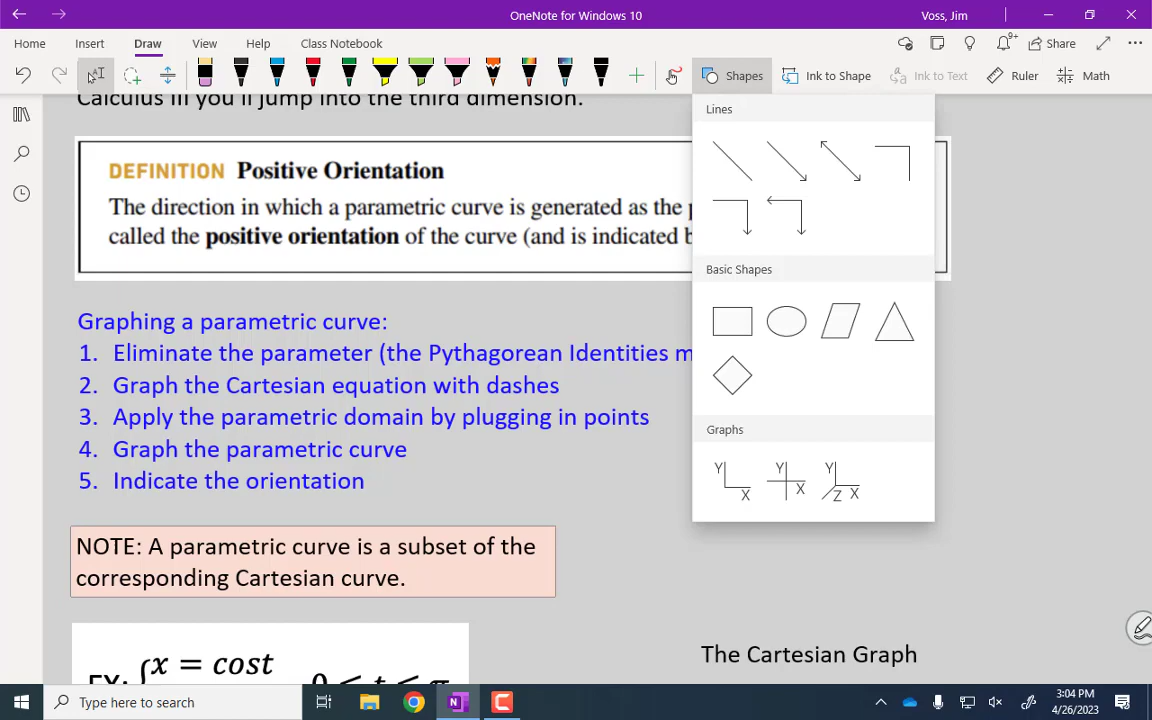 OneNote for Windows 10
Voss, Jim
Home Insert Draw View Help Class Notebook
9+ Share
Shapes Ink to Shape Ink to Text Ruler Math
Calculus III you'll jump into the third dimension.
Lines
DEFINITION Positive Orientation
The direction in which a parametric curve is generated as the
called the positive orientation of the curve (and is indicated
Basic Shapes
Graphing a parametric curve:
1. Eliminate the parameter (the Pythagorean Identities
2. Graph the Cartesian equation with dashes
3. Apply the parametric domain by plugging in points
4. Graph the parametric curve
5. Indicate the orientation
Graphs
Y X Y X Y Z X
NOTE: A parametric curve is a subset of the
corresponding Cartesian curve.
x = cost
EX:
0 ≤ t ≤ π
The Cartesian Graph
Type here to search
3:04 PM
4/26/2023